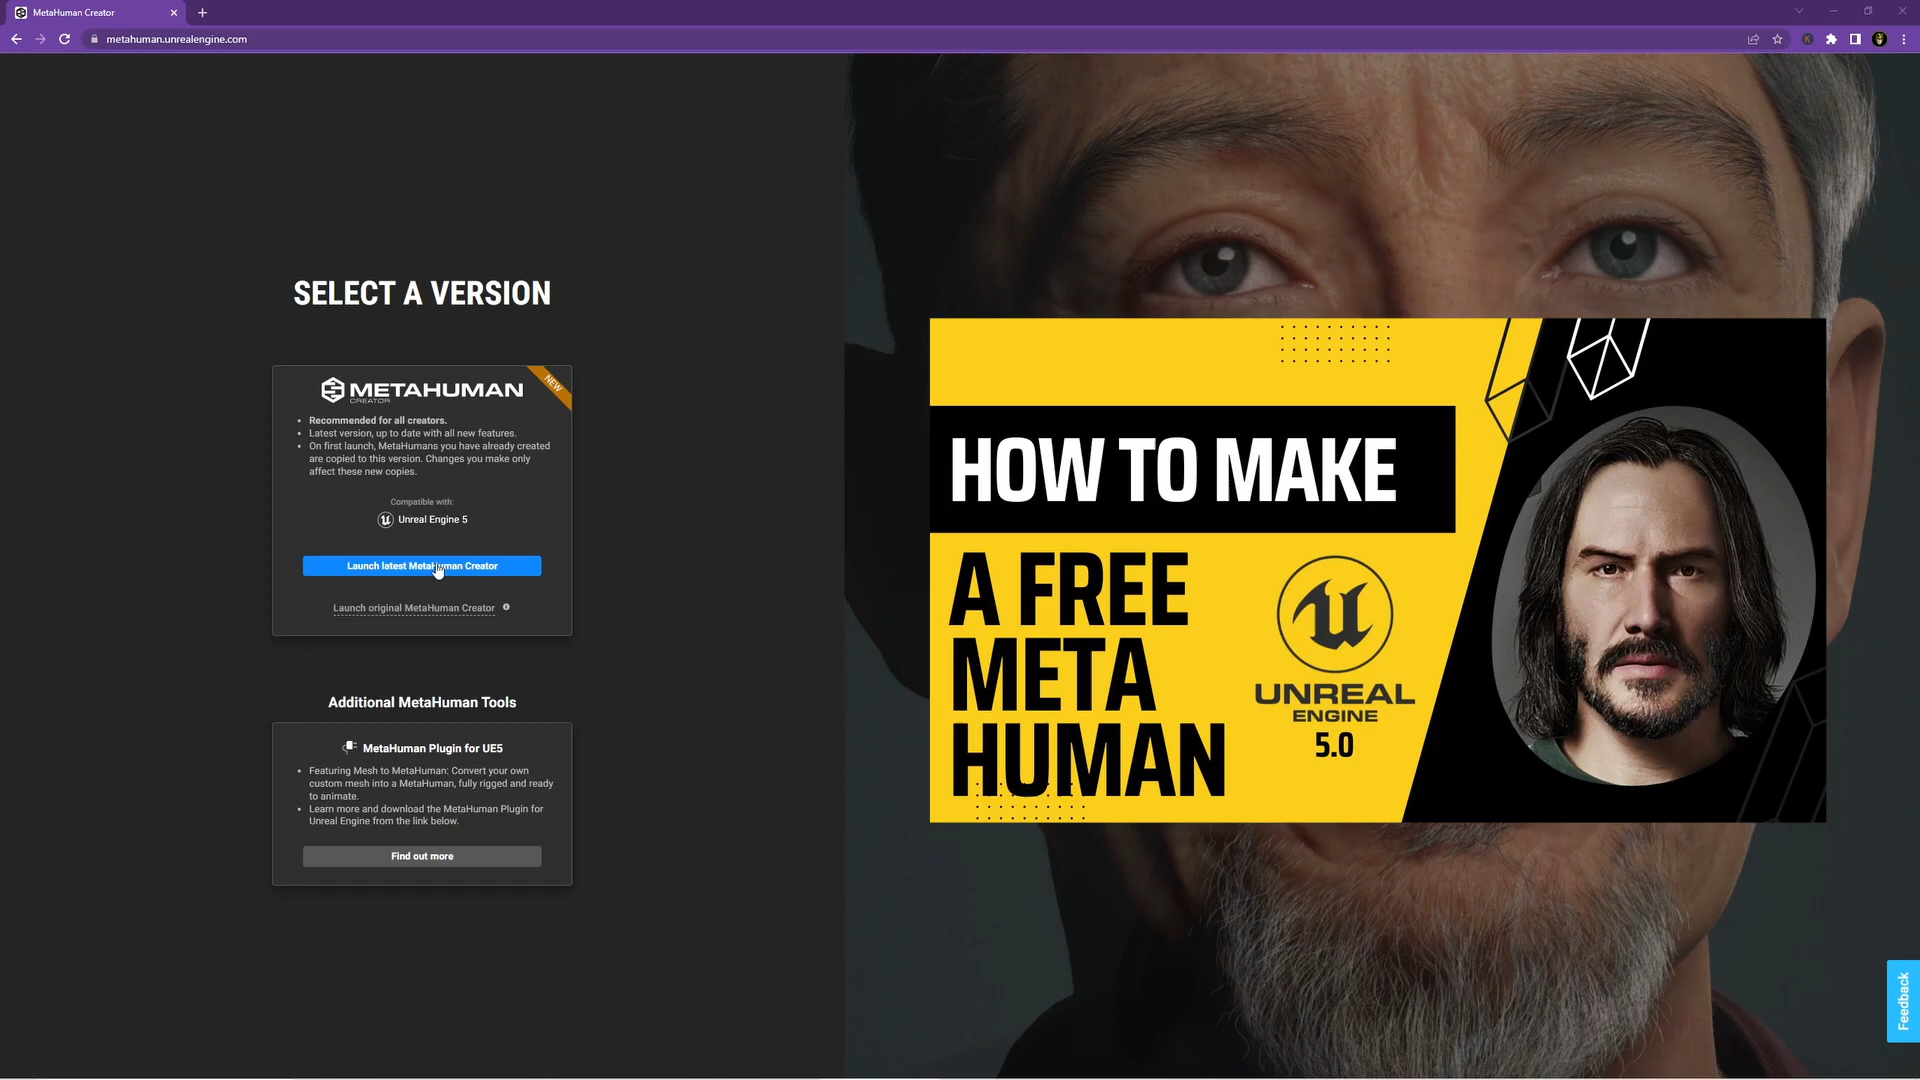 MetaHuman Creator
metahuman.unrealengine.com
SELECT A VERSION
METAHUMAN
CREATOR
NEW
Recommended for all creators.
Latest version, up to date with all new features.
On first launch, MetaHumans you have already created
are copied to this version. Changes you make only
affect these new copies.
Compatible with:
Unreal Engine 5
Launch latest MetaHuman Creator
Launch original MetaHuman Creator
Additional MetaHuman Tools
MetaHuman Plugin for UE5
Featuring Mesh to MetaHuman: Convert your own
custom mesh into a MetaHuman, fully rigged and ready
to animate.
Learn more and download the MetaHuman Plugin for
Unreal Engine from the link below.
Find out more
HOW TO MAKE
A FREE
META
HUMAN
UNREAL
ENGINE
5.0
Feedback